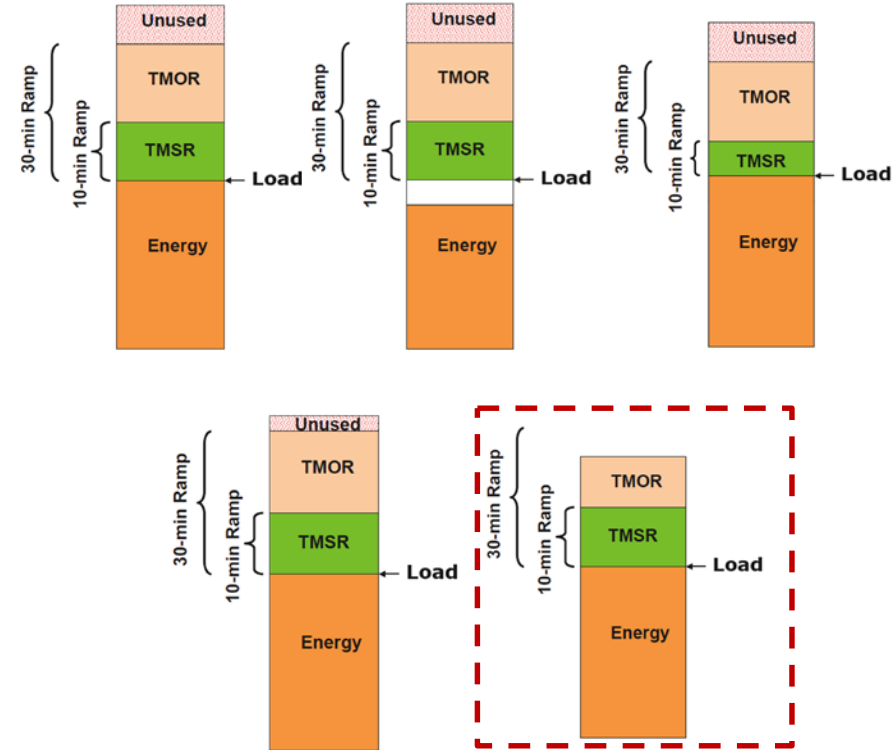 Unused
TMOR
TMSR
Energy
30-min Ramp
10-min Ramp
Load
Unused
TMOR
TMSR
Energy
30-min Ramp
10-min Ramp
Load
Unused
TMOR
TMSR
Energy
30-min Ramp
10-min Ramp
Load
Unused
TMOR
TMSR
Energy
30-min Ramp
10-min Ramp
Load
TMOR
TMSR
Energy
30-min Ramp
10-min Ramp
Load